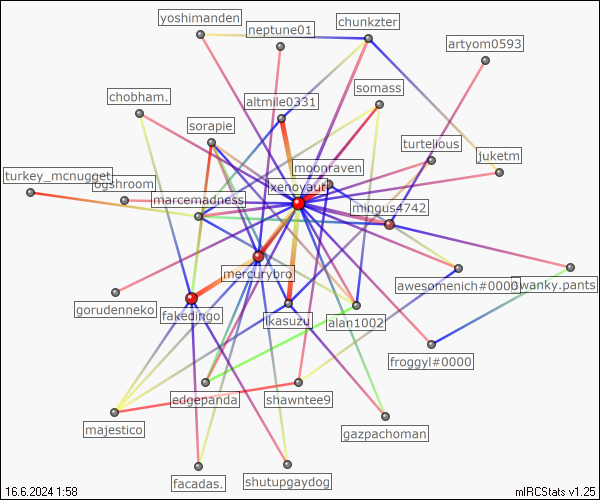 yoshimanden
neptune01
chunkzter
artyom0593
chobham.
altmile0331
somass
sorapie
turtelious
moonraven
juketm
turkey_mcnugget
ogshroom
xenoyaut
marcemadness
mingus4742
mercurybro
awesomenich#0000
swanky.pants
gorudenneko
fakedingo
ikasuzu
alan1002
froggyl#0000
edgepanda
shawntee9
majestico
gazpachoman
facadas.
shutupgaydog
16.6.2024 1:58
mIRCStats v1.25